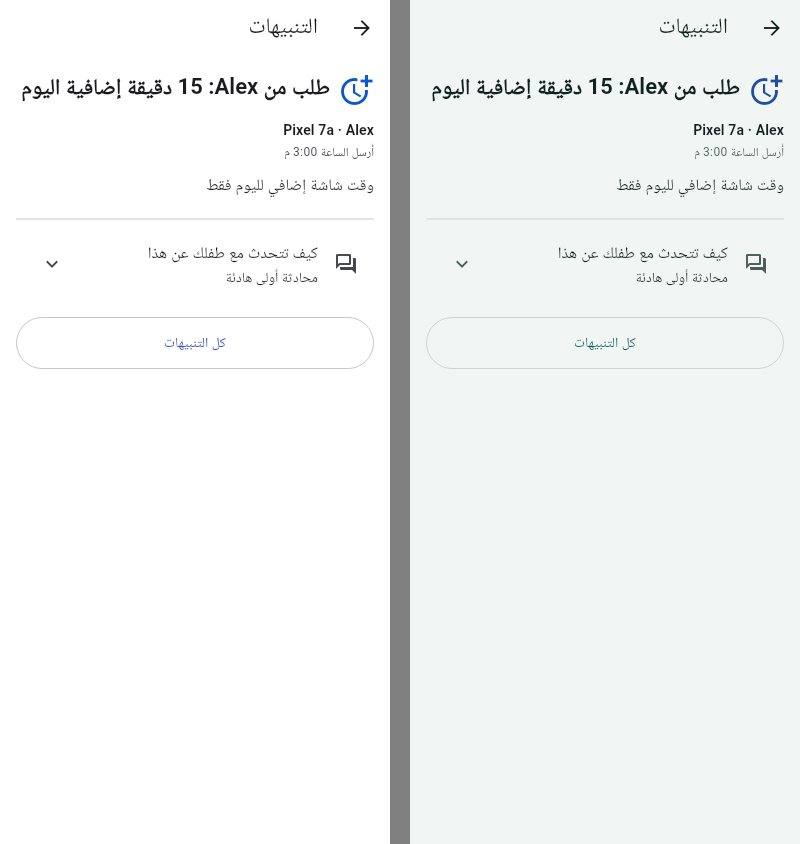 التنبيهات
طلب من Alex: 15 دقيقة إضافية اليوم
Pixel 7a · Alex
أرسل الساعة 3:00 م
وقت شاشة إضافي لليوم فقط
كيف تتحدث مع طفلك عن هذا
محادثة أولى هادئة
كل التنبيهات
التنبيهات
طلب من Alex: 15 دقيقة إضافية اليوم
Pixel 7a · Alex
أرسل الساعة 3:00 م
وقت شاشة إضافي لليوم فقط
كيف تتحدث مع طفلك عن هذا
محادثة أولى هادئة
كل التنبيهات